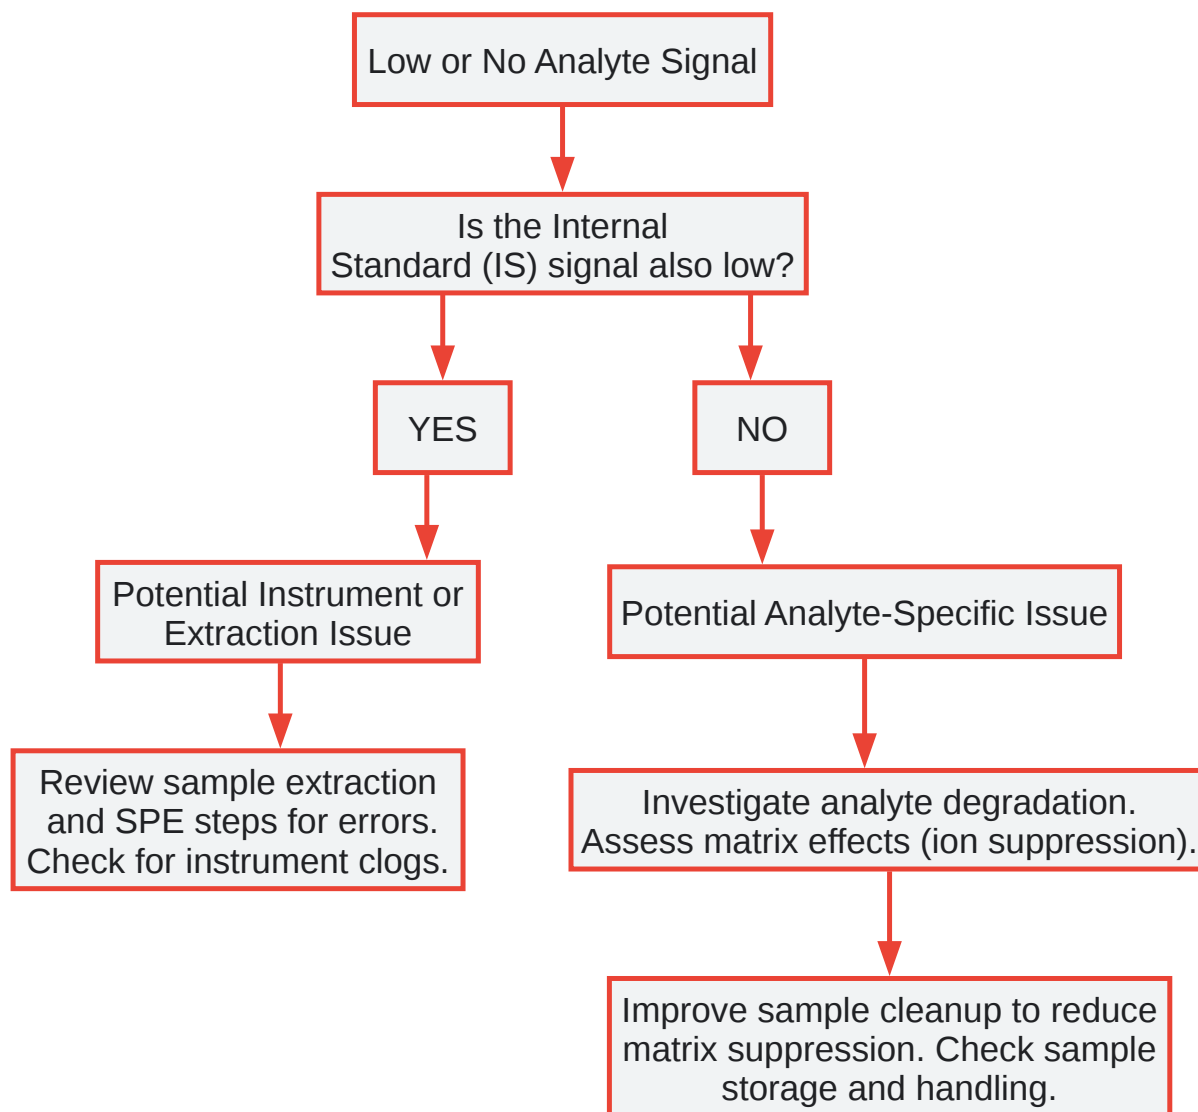 Low or No Analyte Signal
Is the Internal
Standard (IS) signal also low?
YES
NO
Potential Instrument or
Extraction Issue
Potential Analyte-Specific Issue
Review sample extraction
and SPE steps for errors.
Check for instrument clogs.
Investigate analyte degradation.
Assess matrix effects (ion suppression).
Improve sample cleanup to reduce
matrix suppression. Check sample
storage and handling.